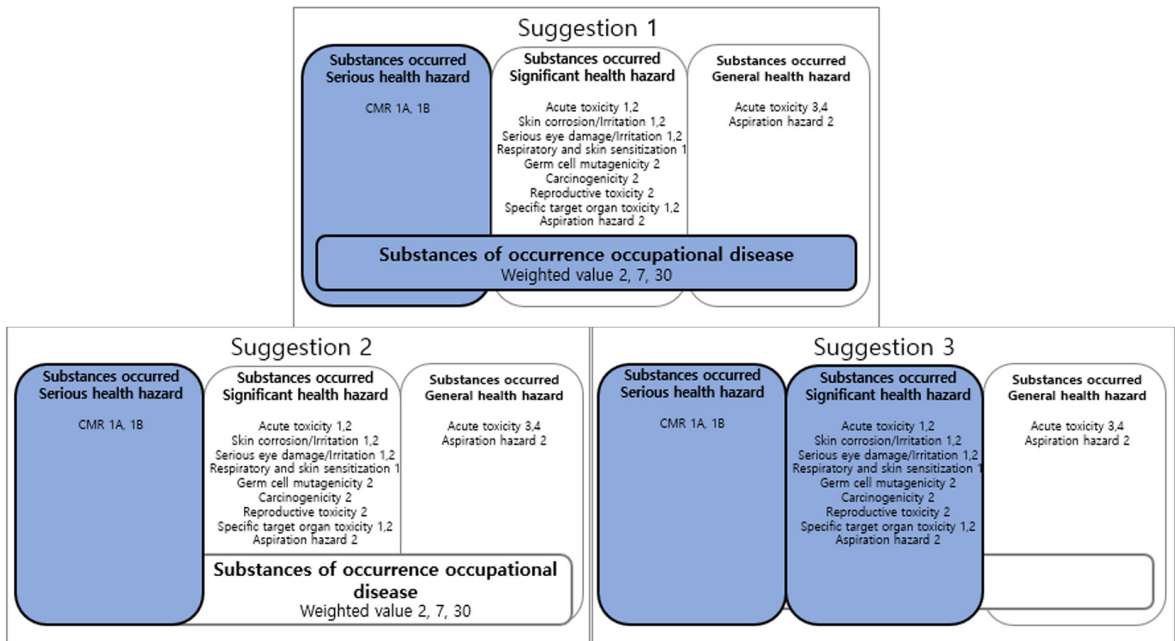 Suggestion 1
Substances occurred
Serious health hazard
CMR 1A, 1B
Substances occurred
Significant health hazard
Acute toxicity 1,2
Skin corrosion/Irritation 1,2
Serious eye damage/Irritation 1,2
Respiratory and skin sensitization 1
Germ cell mutagenicity 2
Carcinogenicity 2
Reproductive toxicity 2
Specific target organ toxicity 1,2
Aspiration hazard 2
Substances occurred
General health hazard
Acute toxicity 3,4
Aspiration hazard 2
Substances of occurrence occupational disease
Weighted value 2, 7, 30
Suggestion 2
Substances occurred
Serious health hazard
CMR 1A, 1B
Substances occurred
Significant health hazard
Acute toxicity 1,2
Skin corrosion/Irritation 1,2
Serious eye damage/Irritation 1,2
Respiratory and skin sensitization 1
Germ cell mutagenicity 2
Carcinogenicity 2
Reproductive toxicity 2
Specific target organ toxicity 1,2
Aspiration hazard 2
Substances occurred
General health hazard
Acute toxicity 3,4
Aspiration hazard 2
Substances of occurrence occupational
disease
Weighted value 2, 7, 30
Suggestion 3
Substances occurred
Serious health hazard
CMR 1A, 1B
Substances occurred
Significant health hazard
Acute toxicity 1,2
Skin corrosion/Irritation 1,2
Serious eye damage/Irritation 1,2
Respiratory and skin sensitization 1
Germ cell mutagenicity 2
Carcinogenicity 2
Reproductive toxicity 2
Specific target organ toxicity 1,2
Aspiration hazard 2
Substances occurred
General health hazard
Acute toxicity 3,4
Aspiration hazard 2